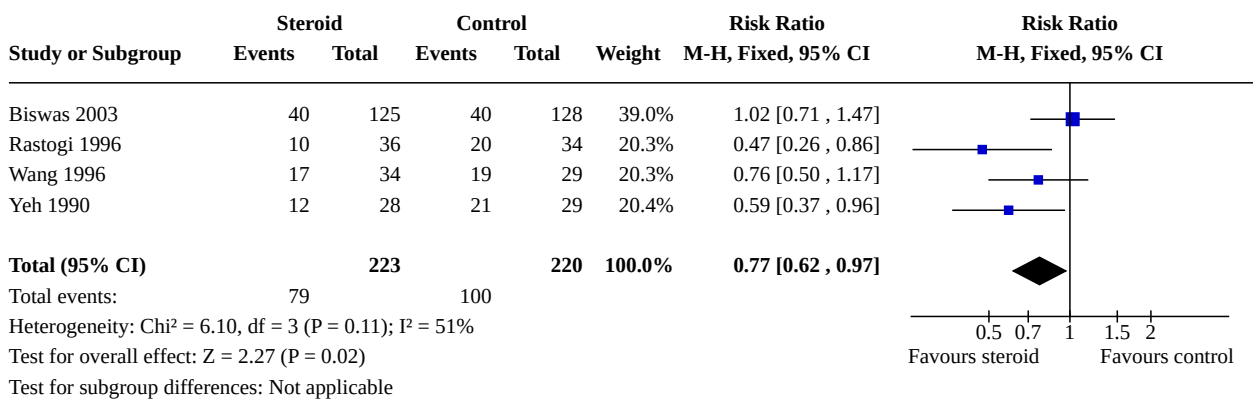 Steroid Control Risk Ratio Risk Ratio
Study or Subgroup Events Total Events Total Weight M-H, Fixed, 95% CI M-H, Fixed, 95% CI
Biswas 2003 40 125 40 128 39.0% 1.02 [0.71 , 1.47]
Rastogi 1996 10 36 20 34 20.3% 0.47 [0.26 , 0.86]
Wang 1996 17 34 19 29 20.3% 0.76 [0.50 , 1.17]
Yeh 1990 12 28 21 29 20.4% 0.59 [0.37 , 0.96]
Total (95% CI) 223 220 100.0% 0.77 [0.62 , 0.97]
Total events: 79 100
Heterogeneity: Chi² = 6.10, df = 3 (P = 0.11); I² = 51%
0.5 0.7 1 1.5 2
Test for overall effect: Z = 2.27 (P = 0.02) Favours steroid Favours control
Test for subgroup differences: Not applicable